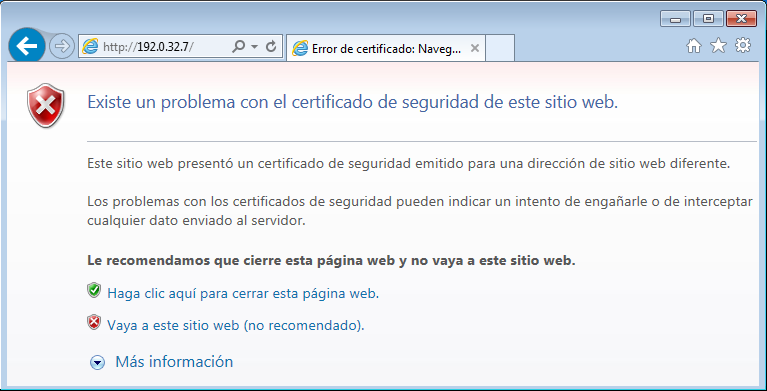 http://192.0.32.7/
Error de certificado: Naveg...
Existe un problema con el certificado de seguridad de este sitio web.
Este sitio web presentó un certificado de seguridad emitido para una dirección de sitio web diferente.
Los problemas con los certificados de seguridad pueden indicar un intento de engañarle o de interceptar
cualquier dato enviado al servidor.
Le recomendamos que cierre esta página web y no vaya a este sitio web.
Haga clic aquí para cerrar esta página web.
Vaya a este sitio web (no recomendado).
Más información